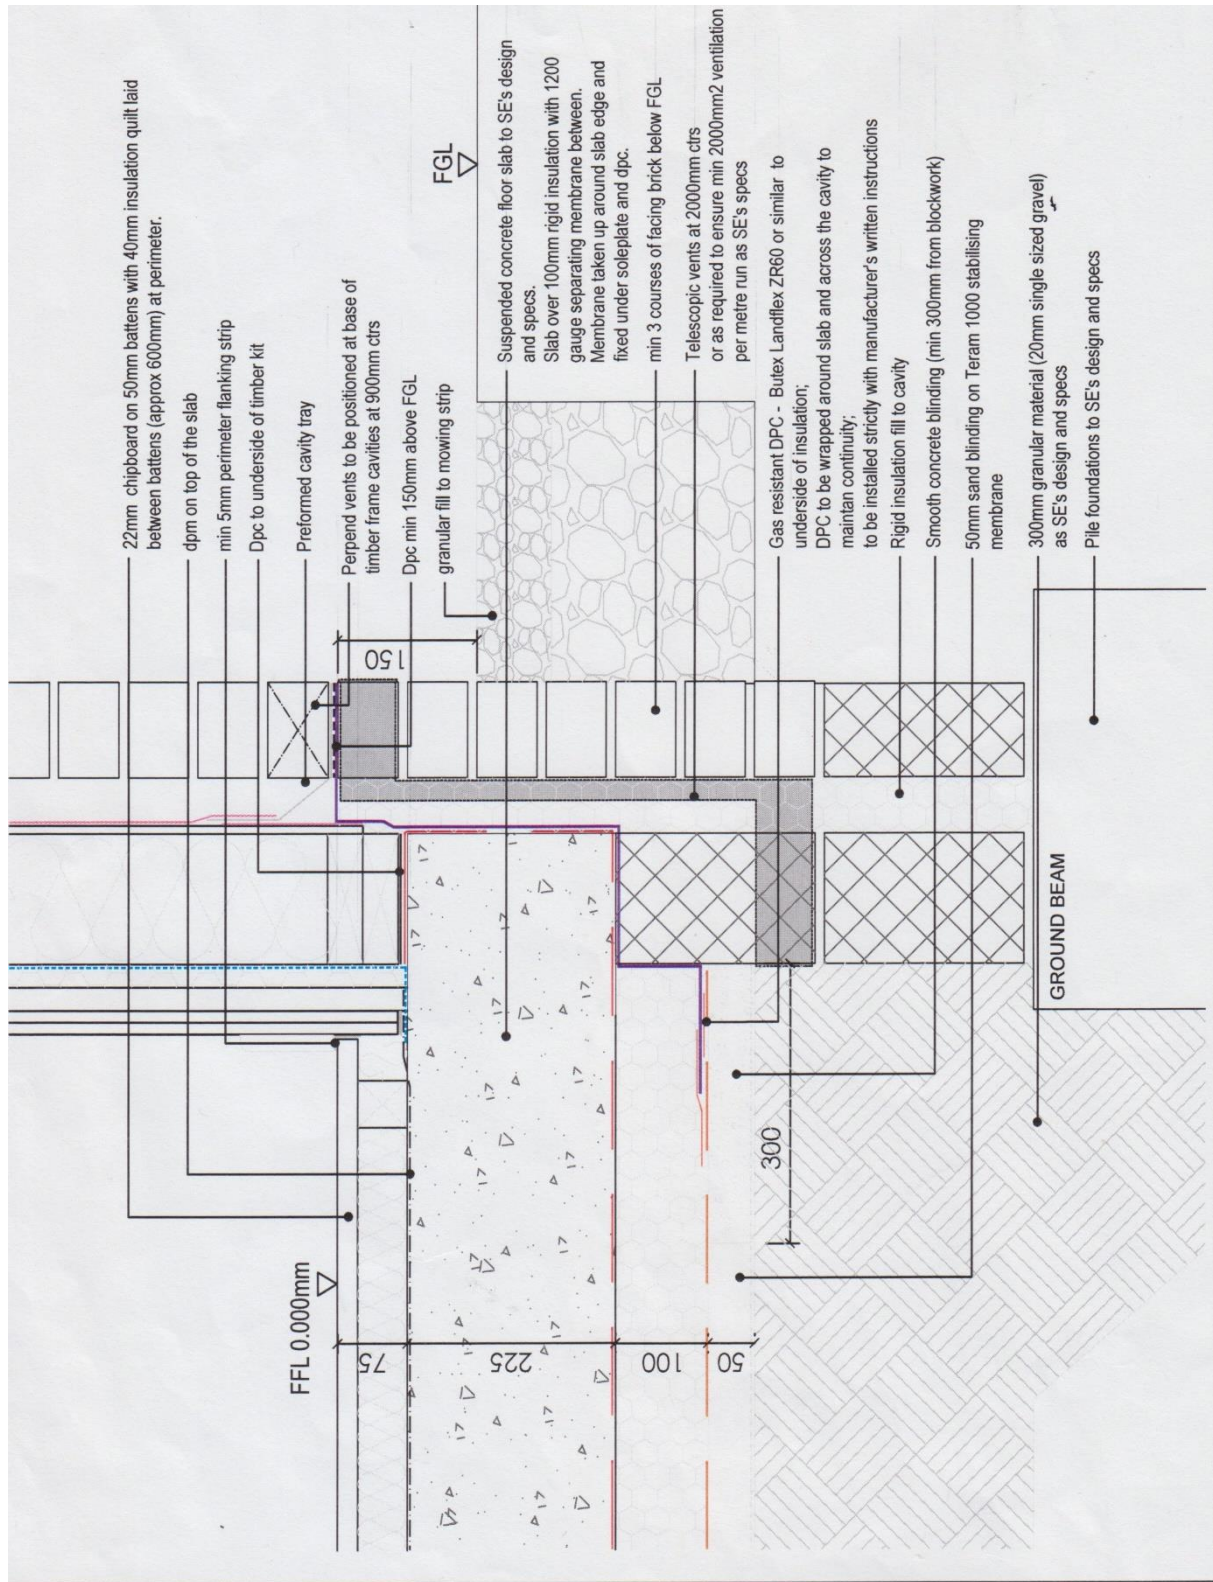 22mm chipboard on 50mm battens with 40mm insulation quilt laid
between battens (approx 600mm) at perimeter.
dpm on top of the slab
min 5mm perimeter flanking strip
Dpc to underside of timber kit
Preformed cavity tray
Perpend vents to be positioned at base of
timber frame cavities at 900mm ctrs
Dpc min 150mm above FGL
granular fill to mowing strip
FGL
Suspended concrete floor slab to SE's design
and specs.
Slab over 100mm rigid insulation with 1200
gauge separating membrane between.
Membrane taken up around slab edge and
fixed under soleplate and dpc.
min 3 courses of facing brick below FGL
Telescopic vents at 2000mm ctrs
or as required to ensure min 2000mm2 ventilation
per metre run as SE's specs
Gas resistant DPC - Butex Landflex ZR60 or similar to
underside of insulation;
DPC to be wrapped around slab and across the cavity to
maintan continuity;
to be installed strictly with manufacturer's written instructions
Rigid insulation fill to cavity
Smooth concrete blinding (min 300mm from blockwork)
50mm sand blinding on Teram 1000 stabilising
membrane
300mm granular material (20mm single sized gravel)
as SE's design and specs
Pile foundations to SE's design and specs
150
GROUND BEAM
300
FFL 0.000mm
75
225
100
50